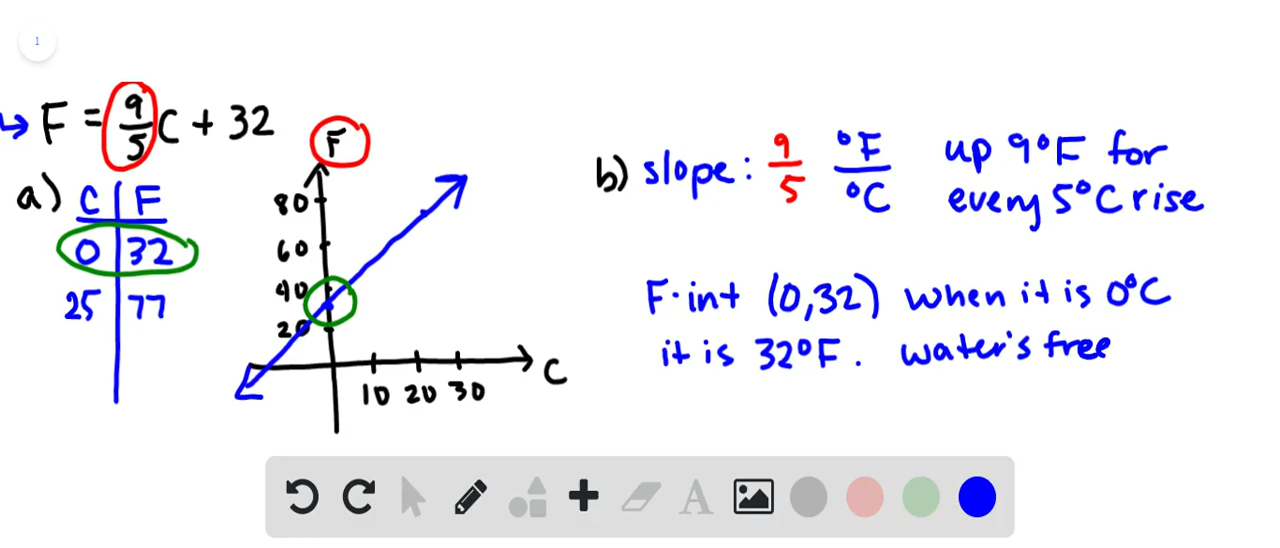 1
F = 9/5 C + 32
a) C | F
0 | 32
25 | 77
F
80
60
40
20
10 20 30 C
b) slope: 9/5 °F/°C up 9°F for
every 5°C rise
F-int (0,32) when it is 0°C
it is 32°F. water's free
A